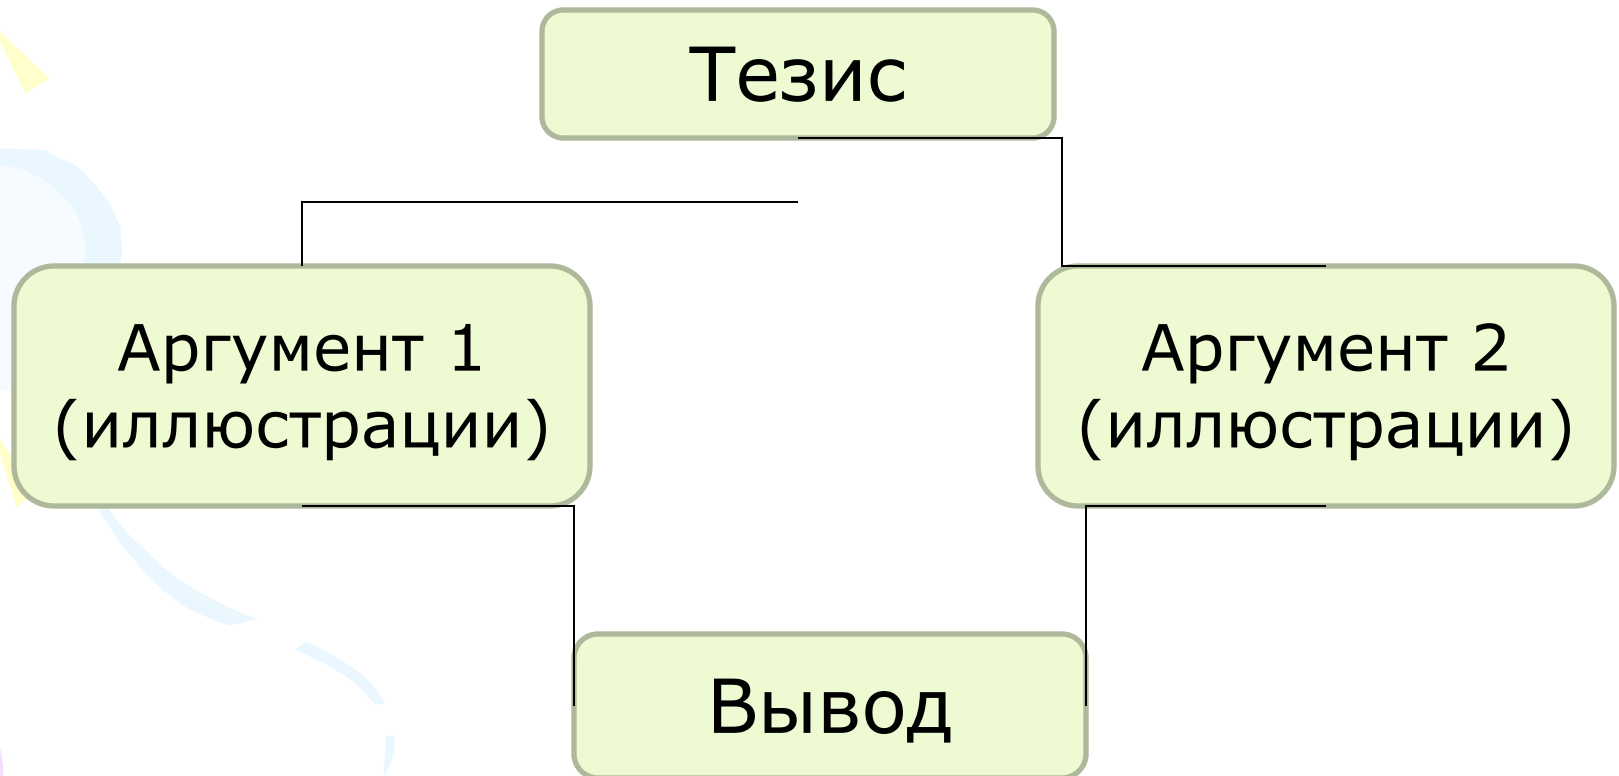 Тезис
Аргумент 1
(иллюстрации)
Аргумент 2
(иллюстрации)
Вывод